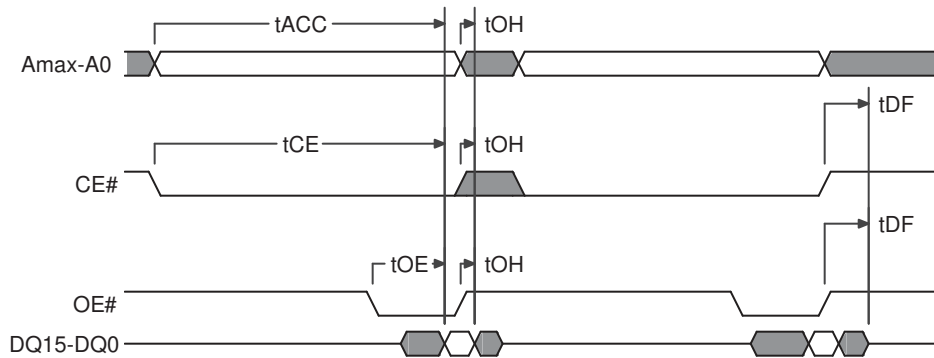 tACC
tOH
Amax-A0
tDF
tCE
tOH
CE#
tDF
tOE
tOH
OE#
DQ15-DQ0